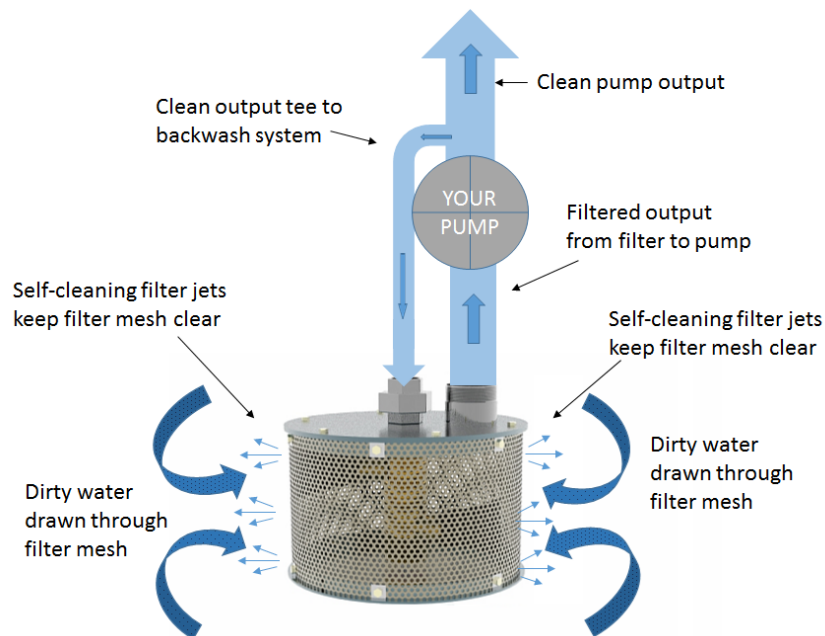 Clean pump output
Clean output tee to
backwash system
YOUR
PUMP
Filtered output
from filter to pump
Self-cleaning filter jets
keep filter mesh clear
Self-cleaning filter jets
keep filter mesh clear
Dirty water
drawn through
filter mesh
Dirty water
drawn through
filter mesh